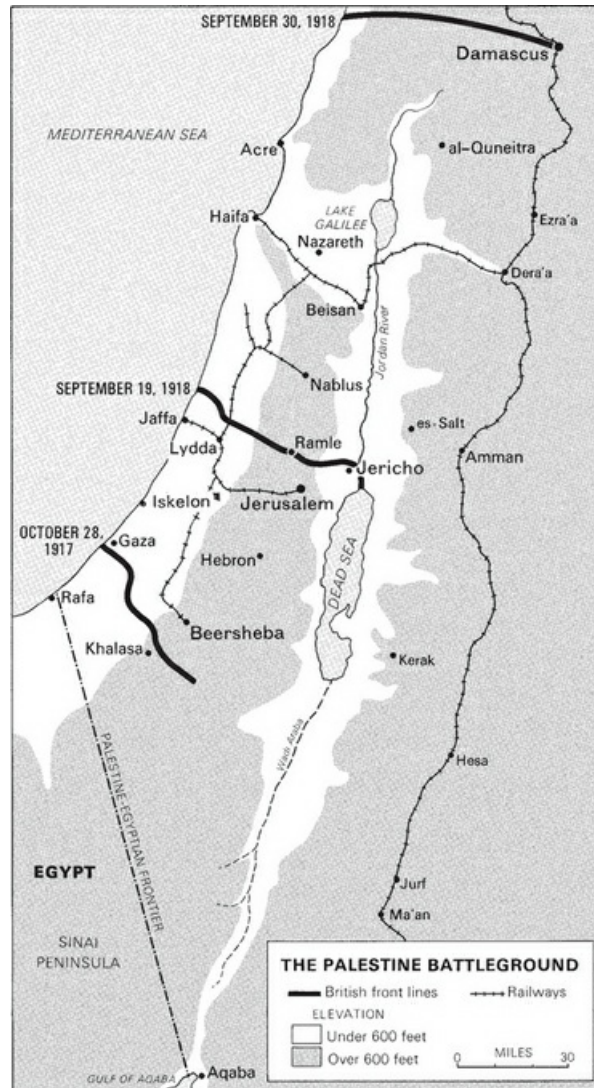 SEPTEMBER 30, 1918
Damascus
MEDITERRANEAN SEA
Acre
al-Quneitra
Haifa
LAKE
GALILEE
Ezra'a
Nazareth
Dera'a
Beisan
Jordan River
Nablus
SEPTEMBER 19, 1918
Jaffa
es-Salt
Ramle
Lydda
Amman
Jericho
Iskelon
Jerusalem
OCTOBER 28,
1917
Gaza
Hebron
DEAD SEA
Rafa
Beersheba
Khalasa
Kerak
Wadi Araba
PALESTINE-EGYPTIAN FRONTIER
Hesa
EGYPT
Jurf
Ma'an
SINAI
PENINSULA
THE PALESTINE BATTLEGROUND
British front lines
Railways
ELEVATION
Under 600 feet
Over 600 feet
MILES
0 30
GULF OF AQABA
Aqaba